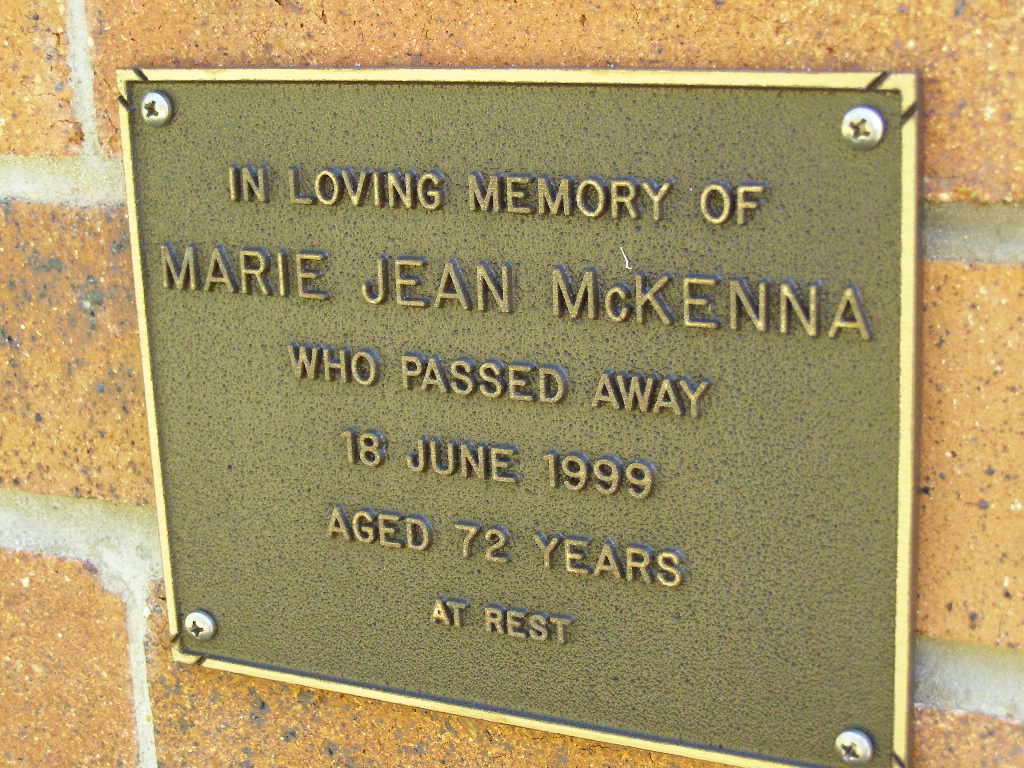 IN LOVING MEMORY OF
MARIE JEAN McKENNA
WHO PASSED AWAY
18 JUNE 1999
AGED 72 YEARS
AT REST